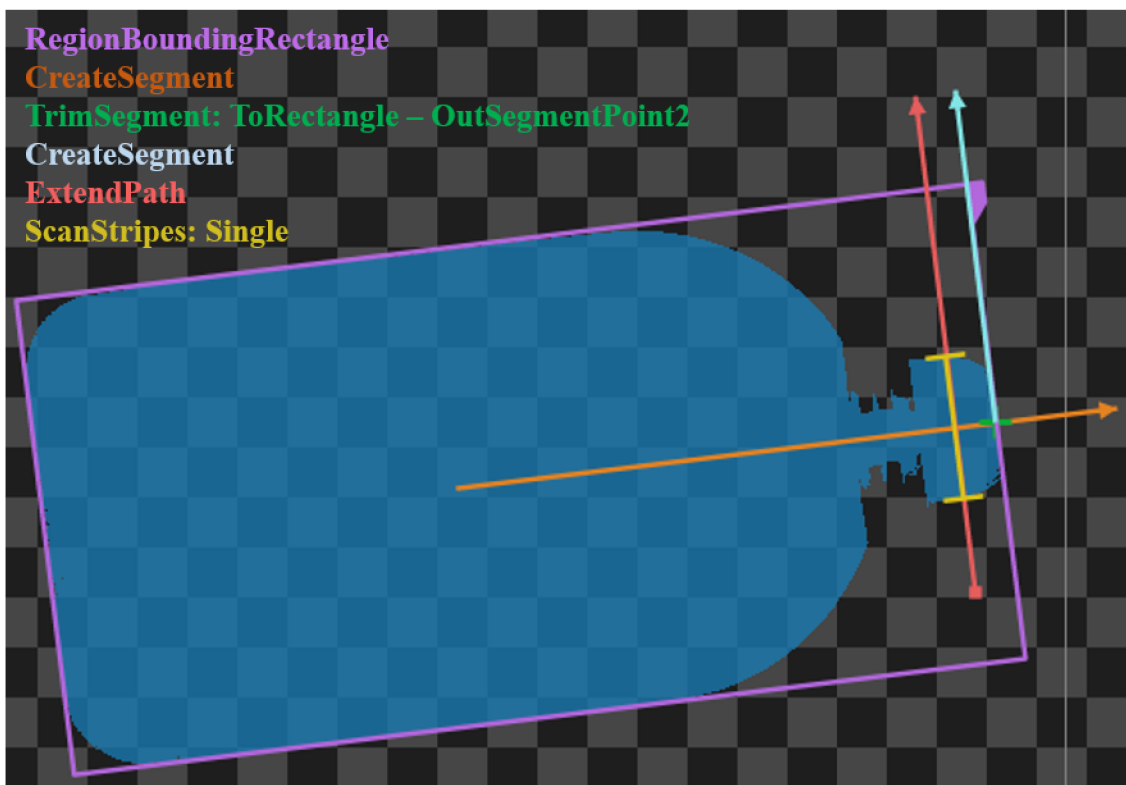 RegionBoundingRectangle
CreateSegment
TrimSegment: ToRectangle – OutSegmentPoint2
CreateSegment
ExtendPath
ScanStripes: Single